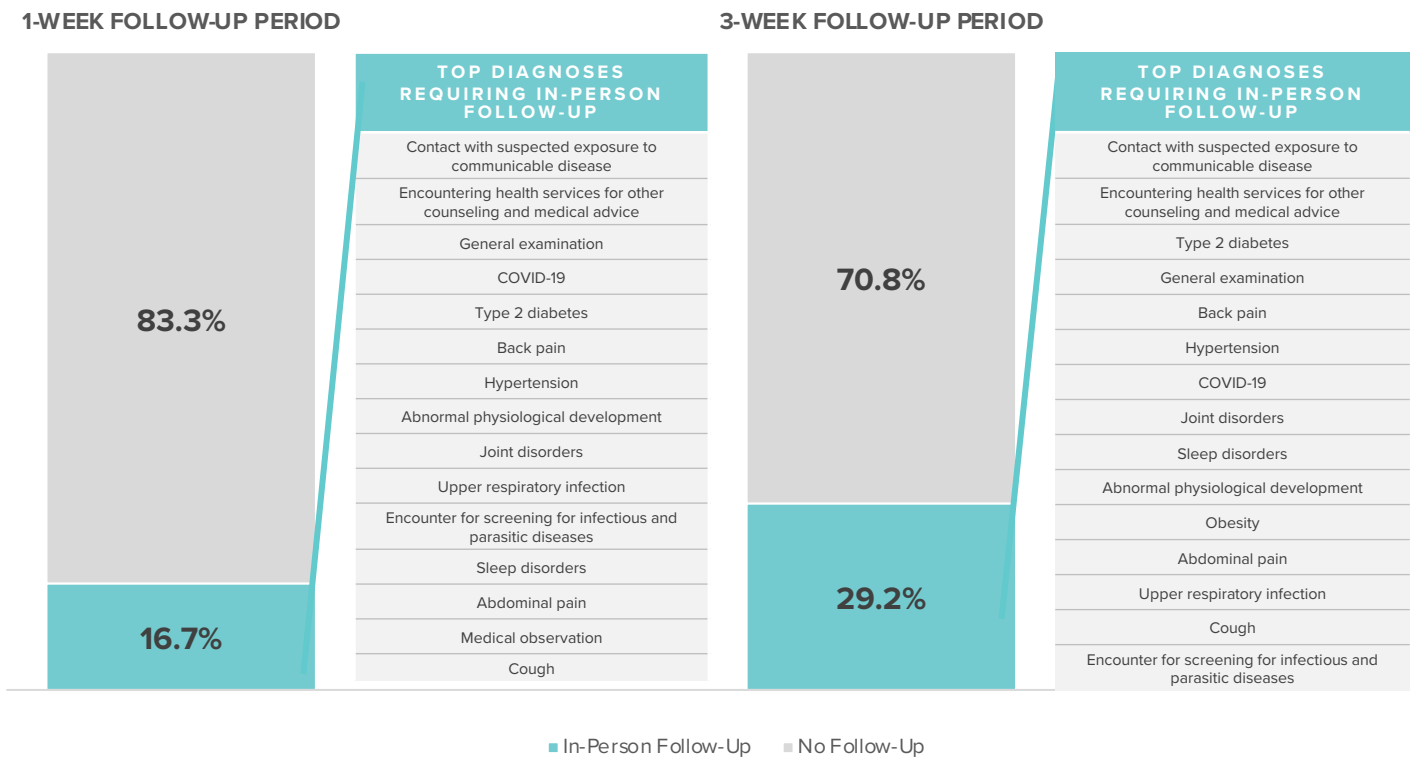 1-WEEK FOLLOW-UP PERIOD
83.3%
16.7%
TOP DIAGNOSES
REQUIRING IN-PERSON
FOLLOW-UP
Contact with suspected exposure to
communicable disease
Encountering health services for other
counseling and medical advice
General examination
COVID-19
Type 2 diabetes
Back pain
Hypertension
Abnormal physiological development
Joint disorders
Upper respiratory infection
Encounter for screening for infectious and
parasitic diseases
Sleep disorders
Abdominal pain
Medical observation
Cough
3-WEEK FOLLOW-UP PERIOD
70.8%
29.2%
TOP DIAGNOSES
REQUIRING IN-PERSON
FOLLOW-UP
Contact with suspected exposure to
communicable disease
Encountering health services for other
counseling and medical advice
Type 2 diabetes
General examination
Back pain
Hypertension
COVID-19
Joint disorders
Sleep disorders
Abnormal physiological development
Obesity
Abdominal pain
Upper respiratory infection
Cough
Encounter for screening for infectious and
parasitic diseases
In-Person Follow-Up
No Follow-Up